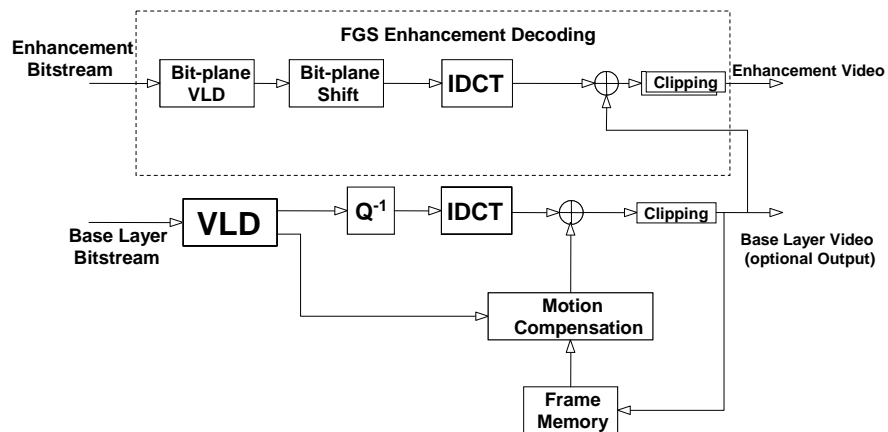 FGS Enhancement Decoding
Enhancement
Bitstream
Bit-plane
VLD
Bit-plane
Shift
IDCT
Clipping
Enhancement Video
VLD
Q-1
IDCT
Clipping
Base Layer
Bitstream
Base Layer Video
(optional Output)
Motion
Compensation
Frame
Memory